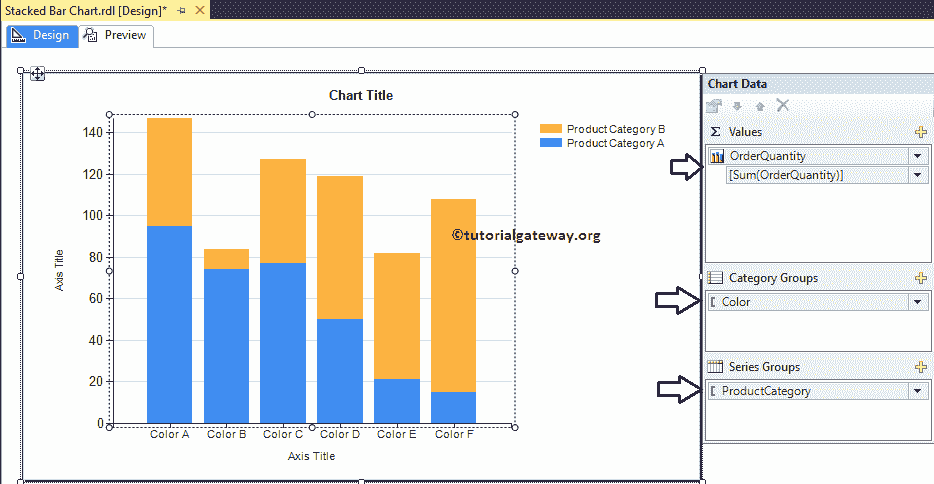 Stacked Bar Chart.rdl [Design]*
Design
Preview
Chart Title
140
120
100
80
60
40
20
0
Axis Title
Color A
Color B
Color C
Color D
Color E
Color F
Axis Title
Product Category B
Product Category A
©tutorialgateway.org
Chart Data
Σ Values
OrderQuantity
[Sum(OrderQuantity)]
Category Groups
Color
Series Groups
ProductCategory